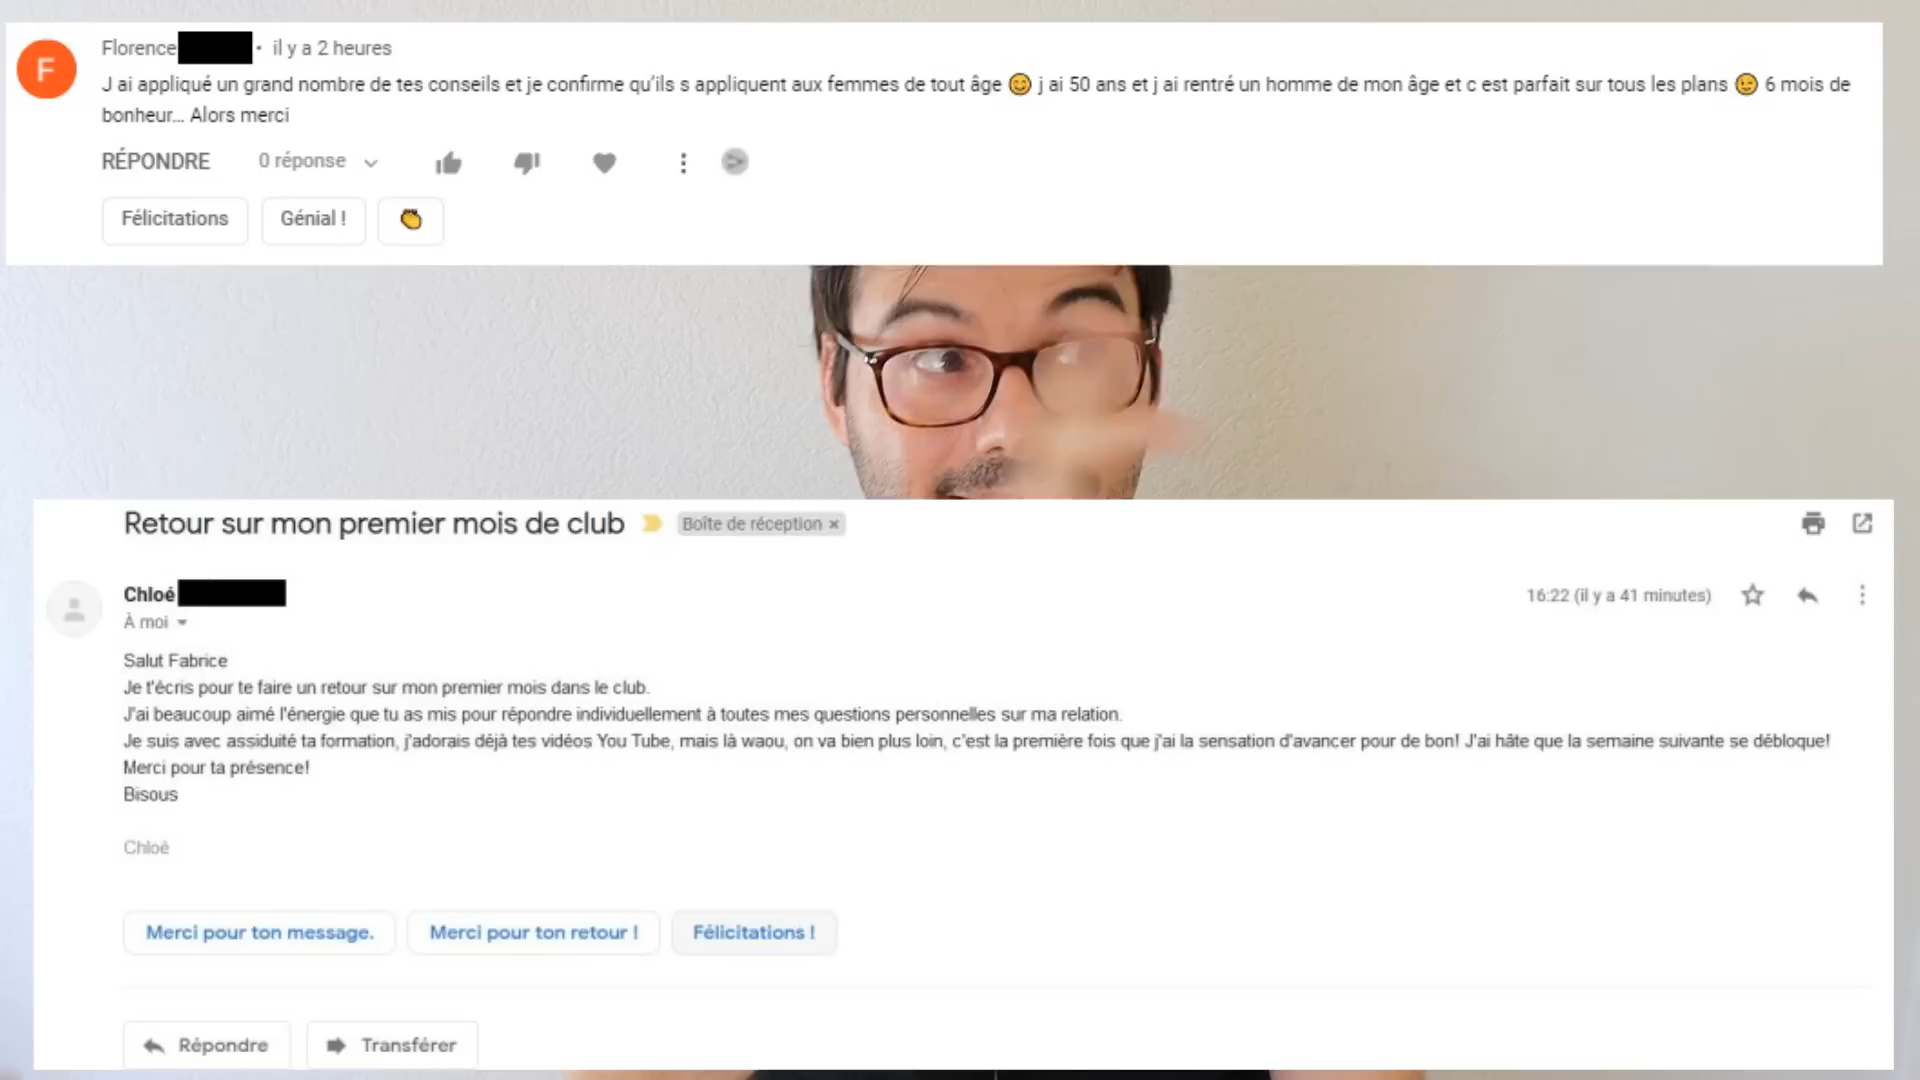 F
Florence • il y a 2 heures
J ai appliqué un grand nombre de tes conseils et je confirme qu'ils s appliquent aux femmes de tout âge 😊 j ai 50 ans et j ai rentré un homme de mon âge et c est parfait sur tous les plans 😉 6 mois de
bonheur... Alors merci
RÉPONDRE 0 réponse
Félicitations Génial ! 👏
Retour sur mon premier mois de club Boîte de réception ×
Chloé 16:22 (il y a 41 minutes)
À moi
Salut Fabrice
Je t'écris pour te faire un retour sur mon premier mois dans le club.
J'ai beaucoup aimé l'énergie que tu as mis pour répondre individuellement à toutes mes questions personnelles sur ma relation.
Je suis avec assiduité ta formation, j'adorais déjà tes vidéos You Tube, mais là waou, on va bien plus loin, c'est la première fois que j'ai la sensation d'avancer pour de bon! J'ai hâte que la semaine suivante se débloque!
Merci pour ta présence!
Bisous
Chloé
Merci pour ton message. Merci pour ton retour ! Félicitations !
Répondre Transférer